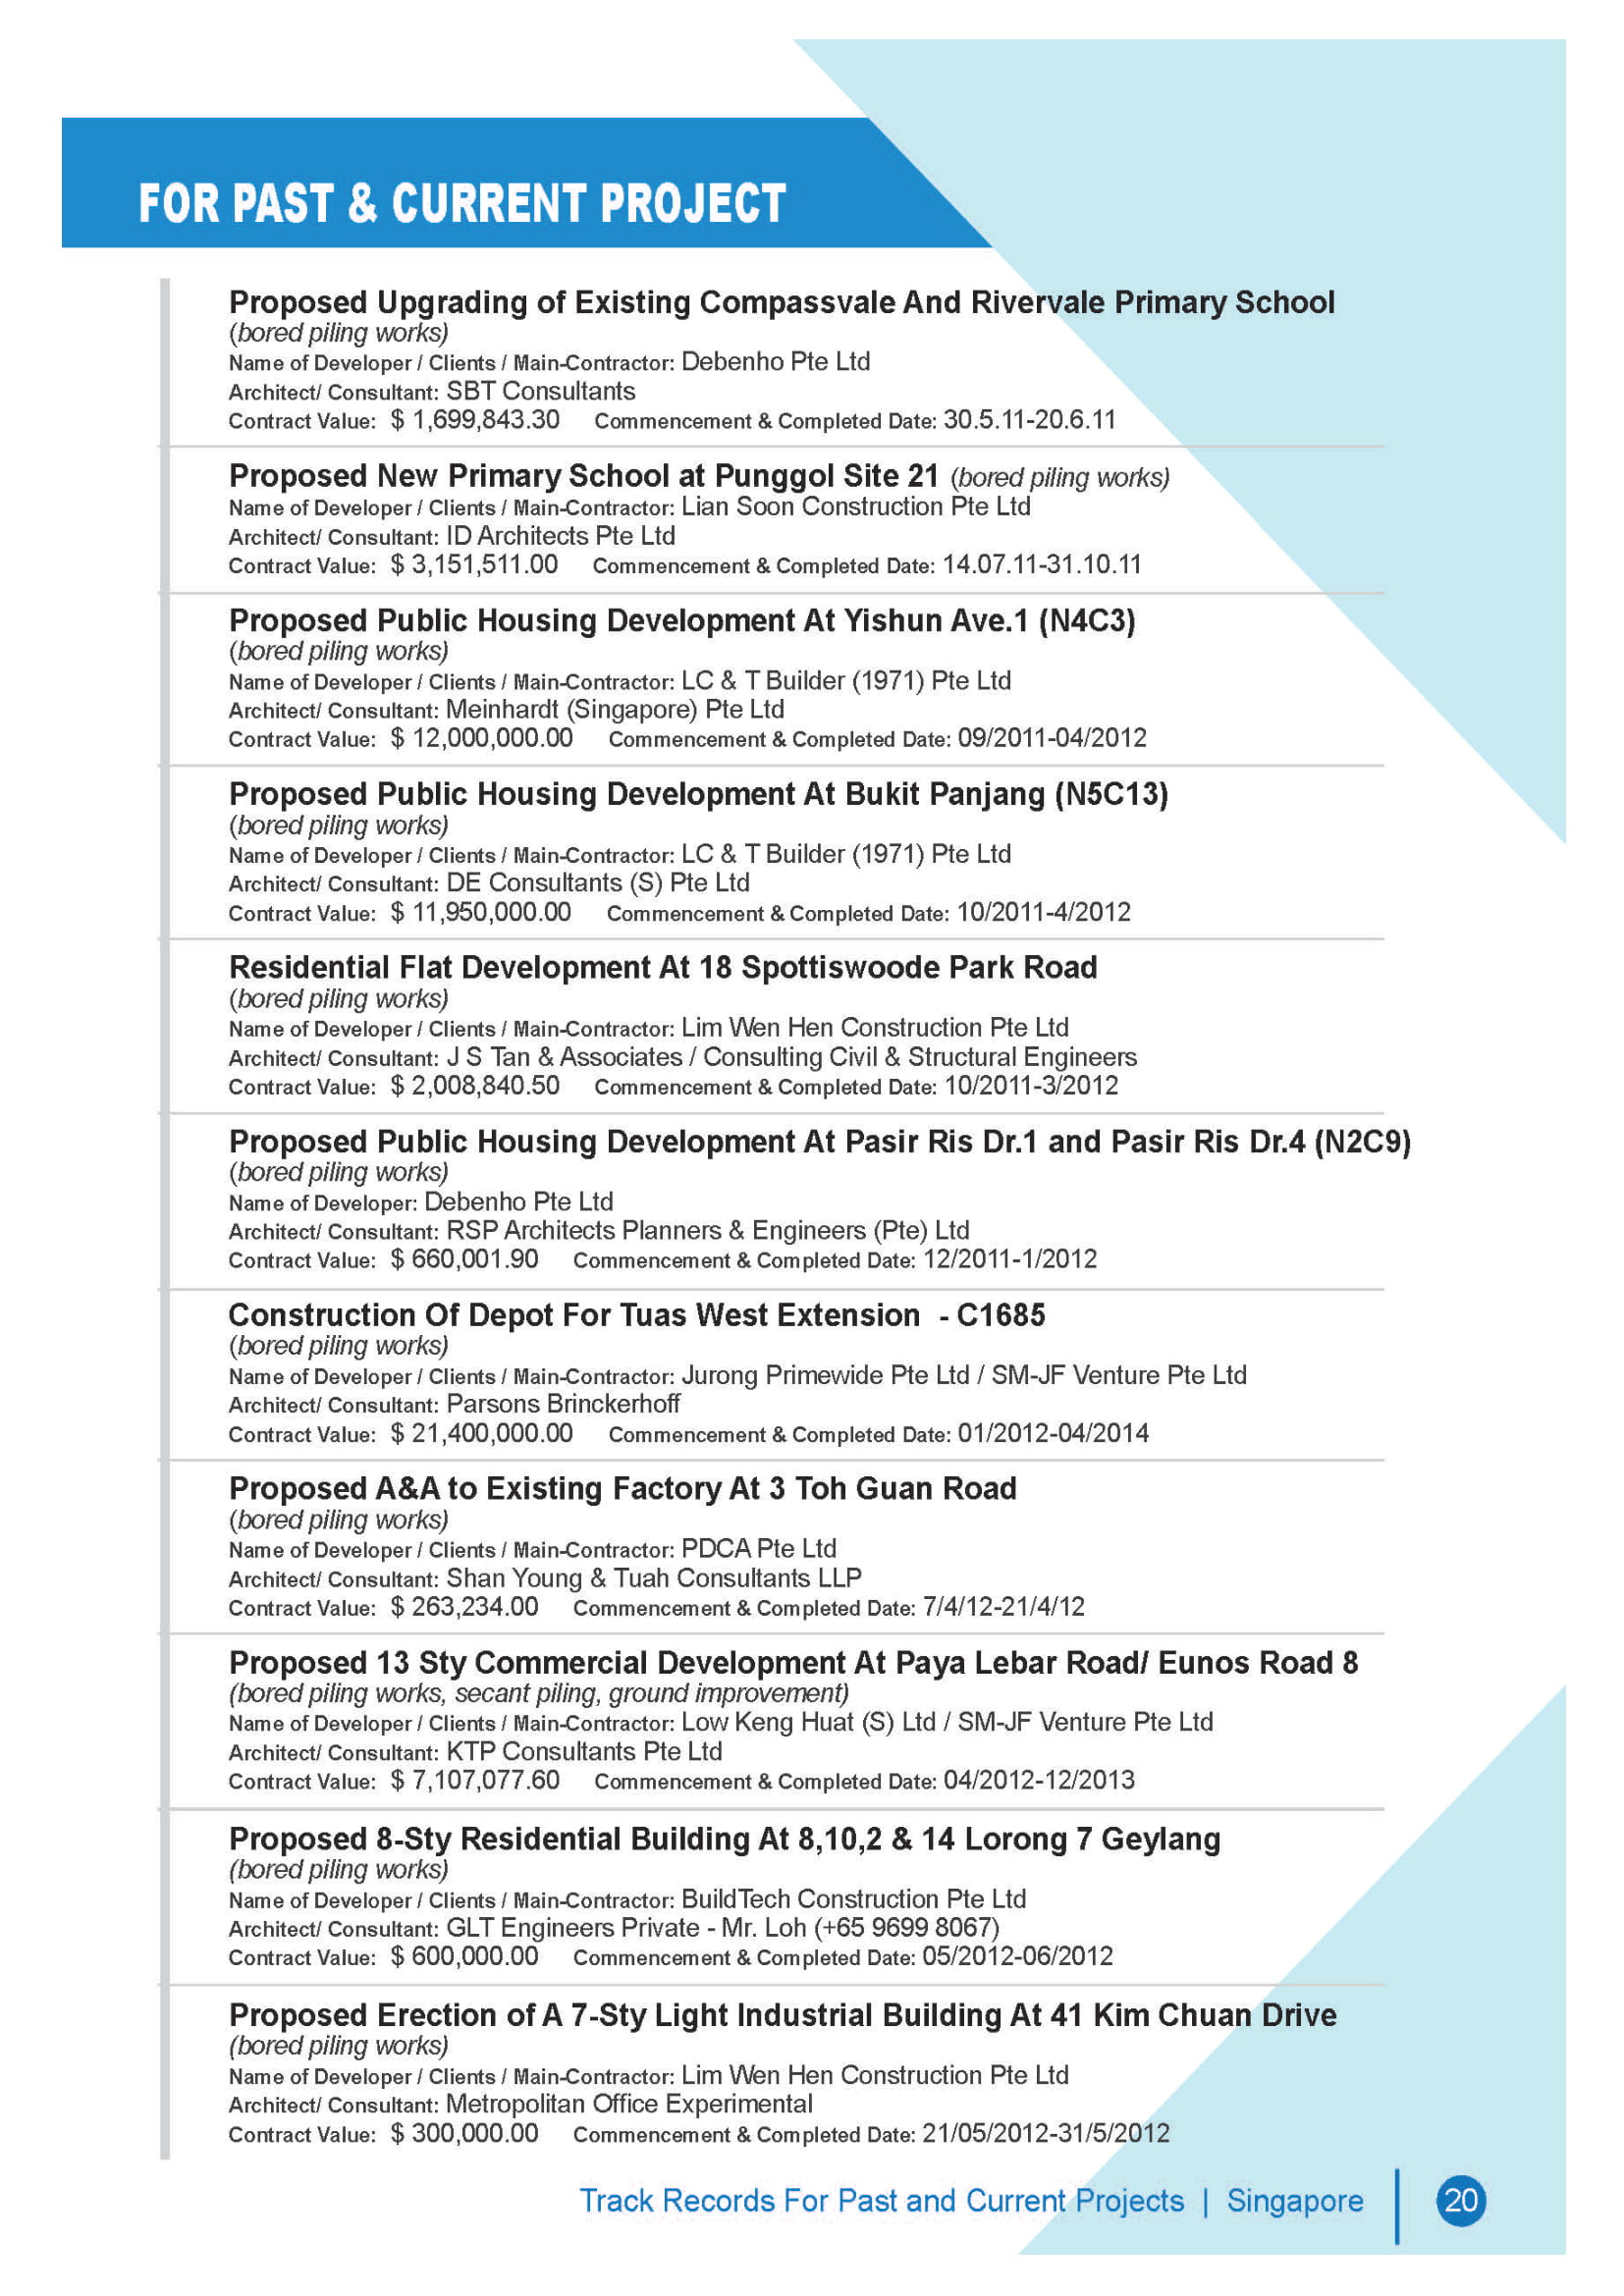 FOR PAST & CURRENT PROJECT
Proposed Upgrading of Existing Compassvale And Rivervale Primary School
(bored piling works)
Name of Developer / Clients / Main-Contractor: Debenho Pte Ltd
Architect/ Consultant: SBT Consultants
Contract Value: $ 1,699,843.30 Commencement & Completed Date: 30.5.11-20.6.11
Proposed New Primary School at Punggol Site 21 (bored piling works)
Name of Developer / Clients / Main-Contractor: Lian Soon Construction Pte Ltd
Architect/ Consultant: ID Architects Pte Ltd
Contract Value: $ 3,151,511.00 Commencement & Completed Date: 14.07.11-31.10.11
Proposed Public Housing Development At Yishun Ave.1 (N4C3)
(bored piling works)
Name of Developer / Clients / Main-Contractor: LC & T Builder (1971) Pte Ltd
Architect/ Consultant: Meinhardt (Singapore) Pte Ltd
Contract Value: $ 12,000,000.00 Commencement & Completed Date: 09/2011-04/2012
Proposed Public Housing Development At Bukit Panjang (N5C13)
(bored piling works)
Name of Developer / Clients / Main-Contractor: LC & T Builder (1971) Pte Ltd
Architect/ Consultant: DE Consultants (S) Pte Ltd
Contract Value: $ 11,950,000.00 Commencement & Completed Date: 10/2011-4/2012
Residential Flat Development At 18 Spottiswoode Park Road
(bored piling works)
Name of Developer / Clients / Main-Contractor: Lim Wen Hen Construction Pte Ltd
Architect/ Consultant: J S Tan & Associates / Consulting Civil & Structural Engineers
Contract Value: $ 2,008,840.50 Commencement & Completed Date: 10/2011-3/2012
Proposed Public Housing Development At Pasir Ris Dr.1 and Pasir Ris Dr.4 (N2C9)
(bored piling works)
Name of Developer: Debenho Pte Ltd
Architect/ Consultant: RSP Architects Planners & Engineers (Pte) Ltd
Contract Value: $ 660,001.90 Commencement & Completed Date: 12/2011-1/2012
Construction Of Depot For Tuas West Extension - C1685
(bored piling works)
Name of Developer / Clients / Main-Contractor: Jurong Primewide Pte Ltd / SM-JF Venture Pte Ltd
Architect/ Consultant: Parsons Brinckerhoff
Contract Value: $ 21,400,000.00 Commencement & Completed Date: 01/2012-04/2014
Proposed A&A to Existing Factory At 3 Toh Guan Road
(bored piling works)
Name of Developer / Clients / Main-Contractor: PDCA Pte Ltd
Architect/ Consultant: Shan Young & Tuah Consultants LLP
Contract Value: $ 263,234.00 Commencement & Completed Date: 7/4/12-21/4/12
Proposed 13 Sty Commercial Development At Paya Lebar Road/ Eunos Road 8
(bored piling works, secant piling, ground improvement)
Name of Developer / Clients / Main-Contractor: Low Keng Huat (S) Ltd / SM-JF Venture Pte Ltd
Architect/ Consultant: KTP Consultants Pte Ltd
Contract Value: $ 7,107,077.60 Commencement & Completed Date: 04/2012-12/2013
Proposed 8-Sty Residential Building At 8,10,2 & 14 Lorong 7 Geylang
(bored piling works)
Name of Developer / Clients / Main-Contractor: BuildTech Construction Pte Ltd
Architect/ Consultant: GLT Engineers Private - Mr. Loh (+65 9699 8067)
Contract Value: $ 600,000.00 Commencement & Completed Date: 05/2012-06/2012
Proposed Erection of A 7-Sty Light Industrial Building At 41 Kim Chuan Drive
(bored piling works)
Name of Developer / Clients / Main-Contractor: Lim Wen Hen Construction Pte Ltd
Architect/ Consultant: Metropolitan Office Experimental
Contract Value: $ 300,000.00 Commencement & Completed Date: 21/05/2012-31/5/2012
Track Records For Past and Current Projects | Singapore 20